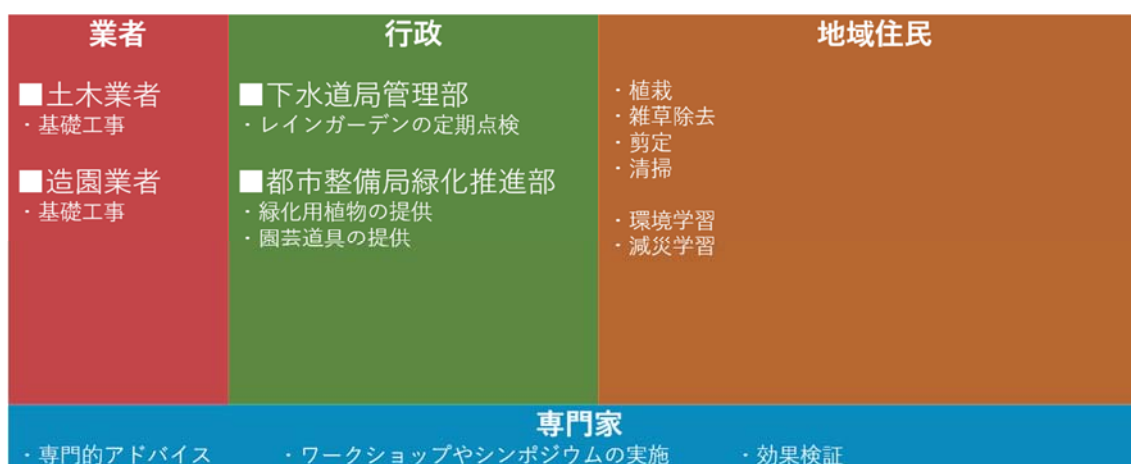 業者
■土木業者
・基礎工事
■造園業者
・基礎工事
行政
■下水道局管理部
・レインガーデンの定期点検
■都市整備局緑化推進部
・緑化用植物の提供
・園芸道具の提供
地域住民
・植栽
・雑草除去
・剪定
・清掃
・環境学習
・減災学習
専門家
・専門的アドバイス ・ワークショップやシンポジウムの実施 ・効果検証